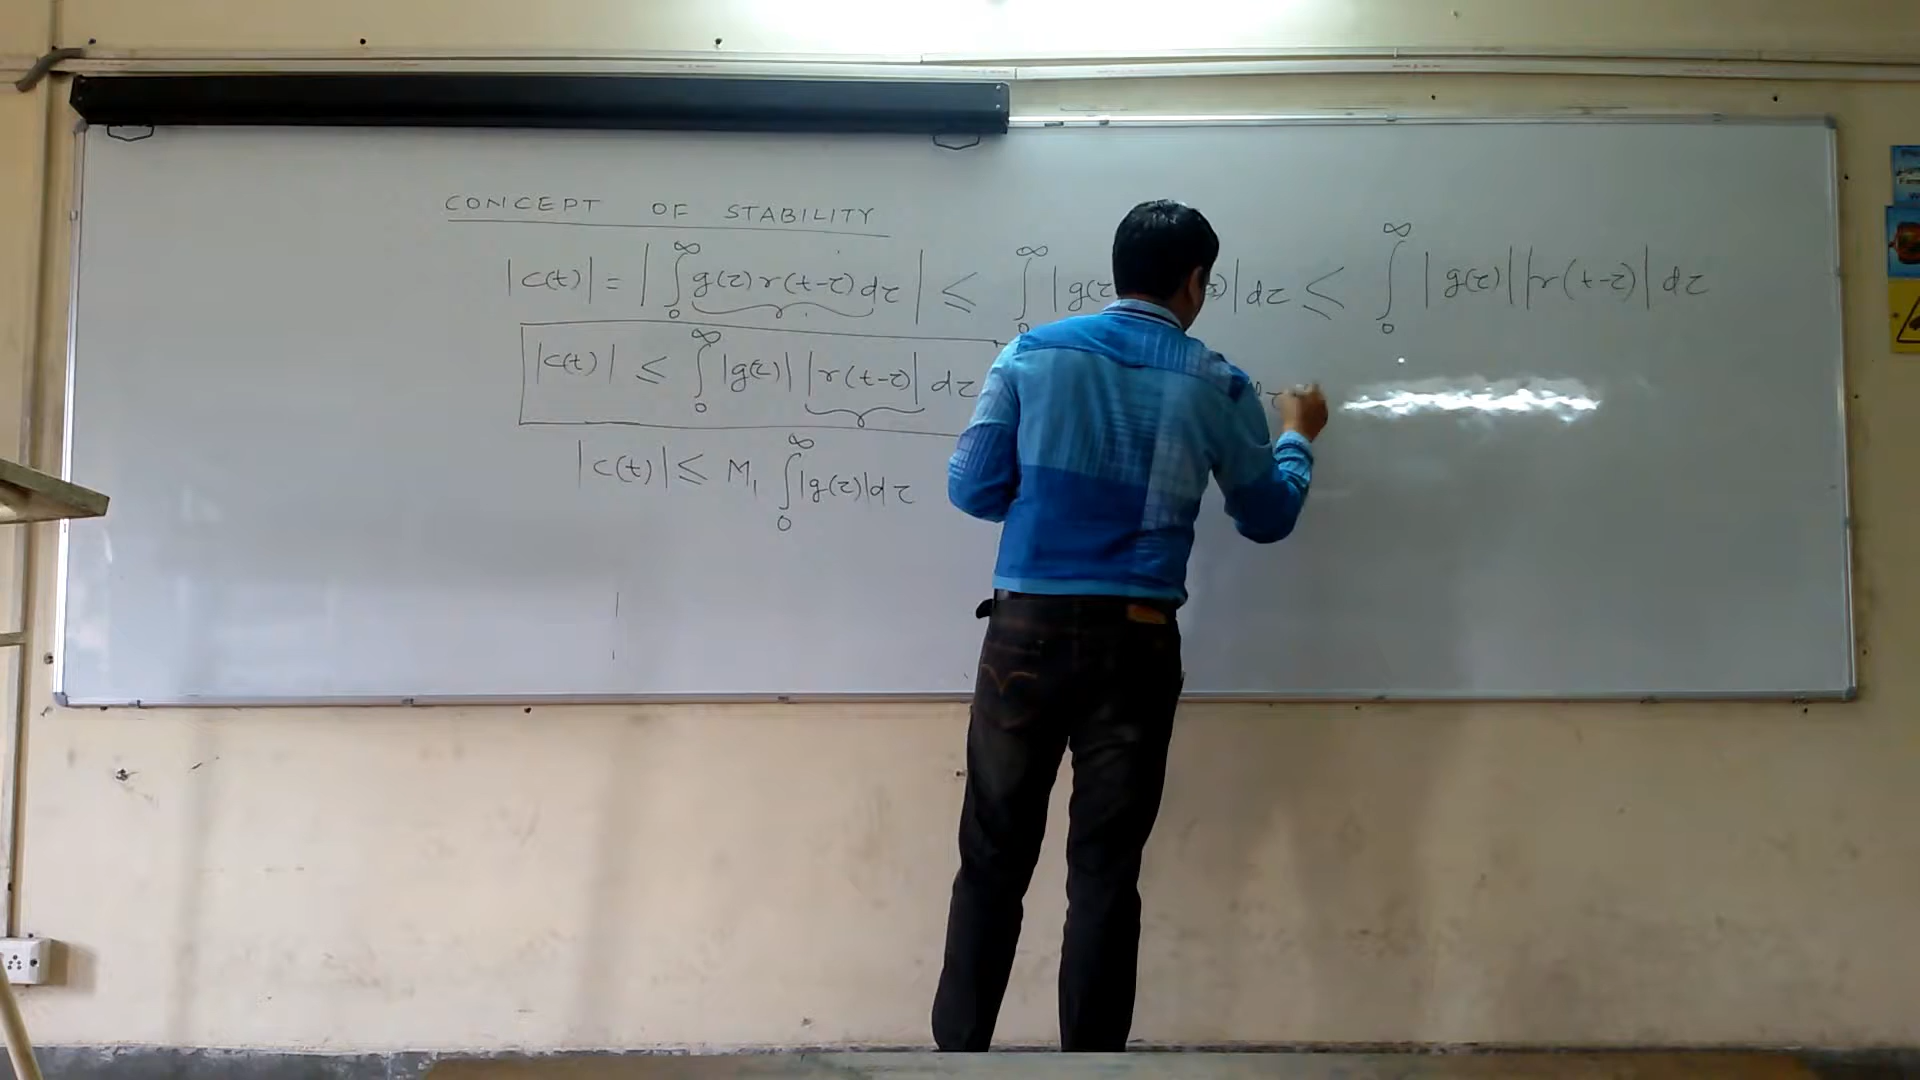 CONCEPT OF STABILITY
|c(t)| = | ∫₀^∞ g(τ) r(t-τ) dτ | ≤ ∫₀^∞ |g(τ) | dτ ≤ ∫₀^∞ |g(τ)| |r(t-τ)| dτ
|c(t)| ≤ ∫₀^∞ |g(τ)| |r(t-τ)| dτ
|c(t)| ≤ M₁ ∫₀^∞ |g(τ)| dτ